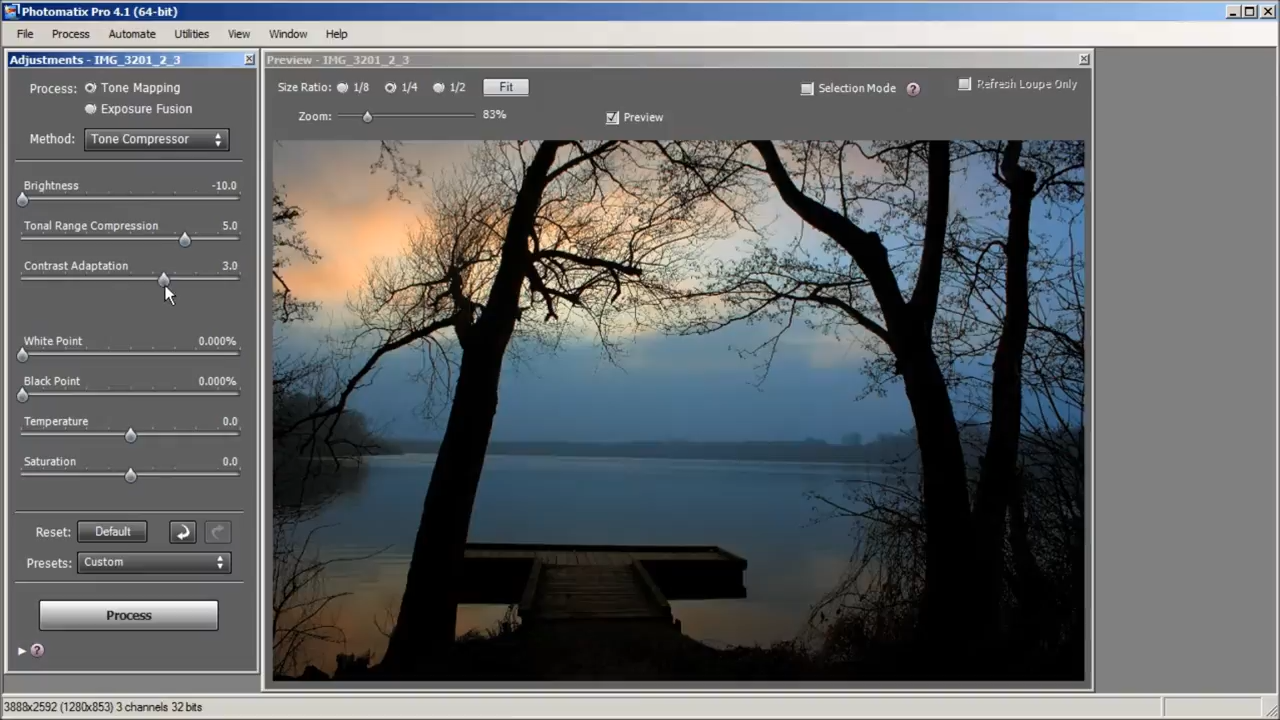 Photomatix Pro 4.1 (64-bit)
File Process Automate Utilities View Window Help
Adjustments - IMG_3201_2_3
Process: Tone Mapping
Exposure Fusion
Method: Tone Compressor
Brightness -10.0
Tonal Range Compression 5.0
Contrast Adaptation 3.0
White Point 0.000%
Black Point 0.000%
Temperature 0.0
Saturation 0.0
Reset: Default
Presets: Custom
Process
?
Preview - IMG_3201_2_3
Size Ratio: 1/8 1/4 1/2 Fit Selection Mode ? Refresh Loupe Only
Zoom: 83% Preview
3888x2592 (1280x853) 3 channels 32 bits